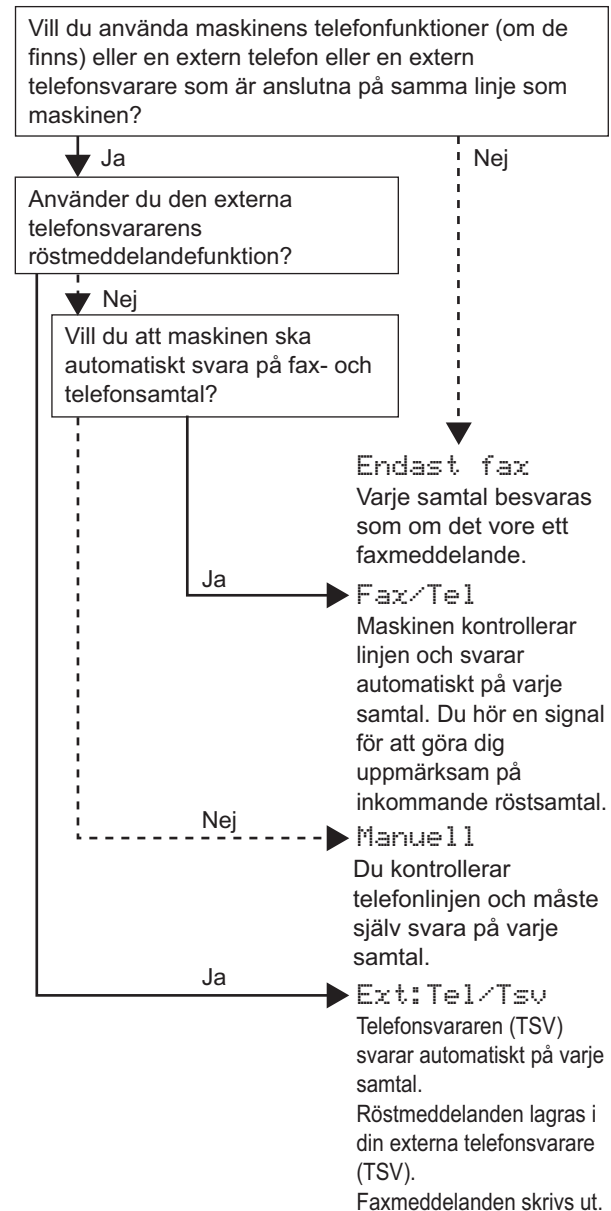 Vill du använda maskinens telefonfunktioner (om de
finns) eller en extern telefon eller en extern
telefonsvarare som är anslutna på samma linje som
maskinen?
Ja
Nej
Använder du den externa
telefonsvararens
röstmeddelandefunktion?
Nej
Vill du att maskinen ska
automatiskt svara på fax- och
telefonsamtal?
Endast fax
Varje samtal besvaras
som om det vore ett
faxmeddelande.
Ja
Fax/Tel
Maskinen kontrollerar
linjen och svarar
automatiskt på varje
samtal. Du hör en signal
för att göra dig
uppmärksam på
inkommande röstsamtal.
Nej
Manuell
Du kontrollerar
telefonlinjen och måste
själv svara på varje
samtal.
Ja
Ext:Tel/Tsv
Telefonsvararen (TSV)
svarar automatiskt på varje
samtal.
Röstmeddelanden lagras i
din externa telefonsvarare
(TSV).
Faxmeddelanden skrivs ut.